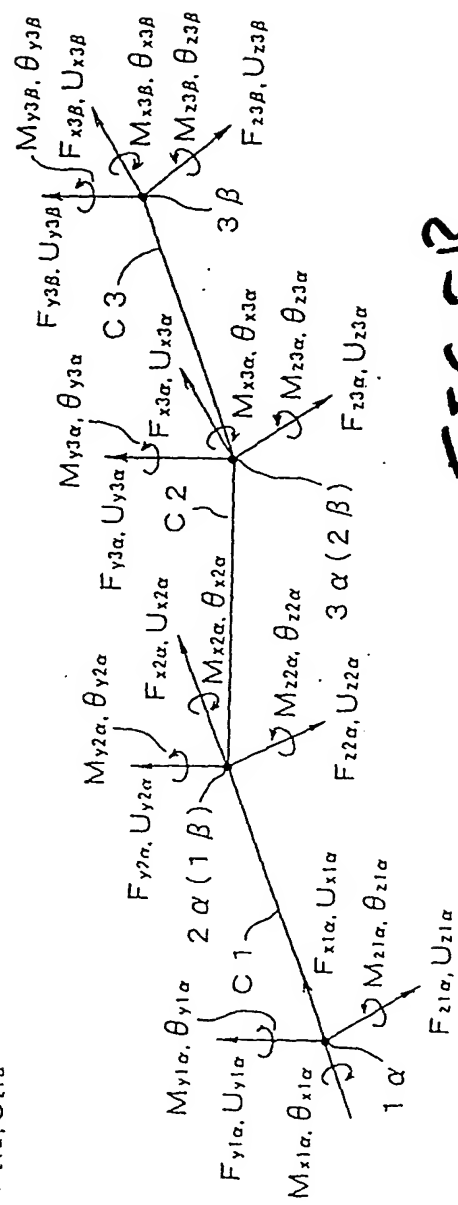 My1α, θy1α
Fy1α, Uy1α
C1
Mx1α, θx1α
Fx1α, Ux1α
Mz1α, θz1α
1α
Fz1α, Uz1α
My2α, θy2α
Fy2α, Uy2α
Fx2α, Ux2α
2α(1β)
Mx2α, θx2α
Mz2α, θz2α
Fz2α, Uz2α
C2
My3α, θy3α
Fy3α, Uy3α
Fx3α, Ux3α
Mx3α, θx3α
Mz3α, θz3α
3α(2β)
Fz3α, Uz3α
C3
My3β, θy3β
Fy3β, Uy3β
Fx3β, Ux3β
Mx3β, θx3β
Mz3β, θz3β
3β
Fz3β, Uz3β